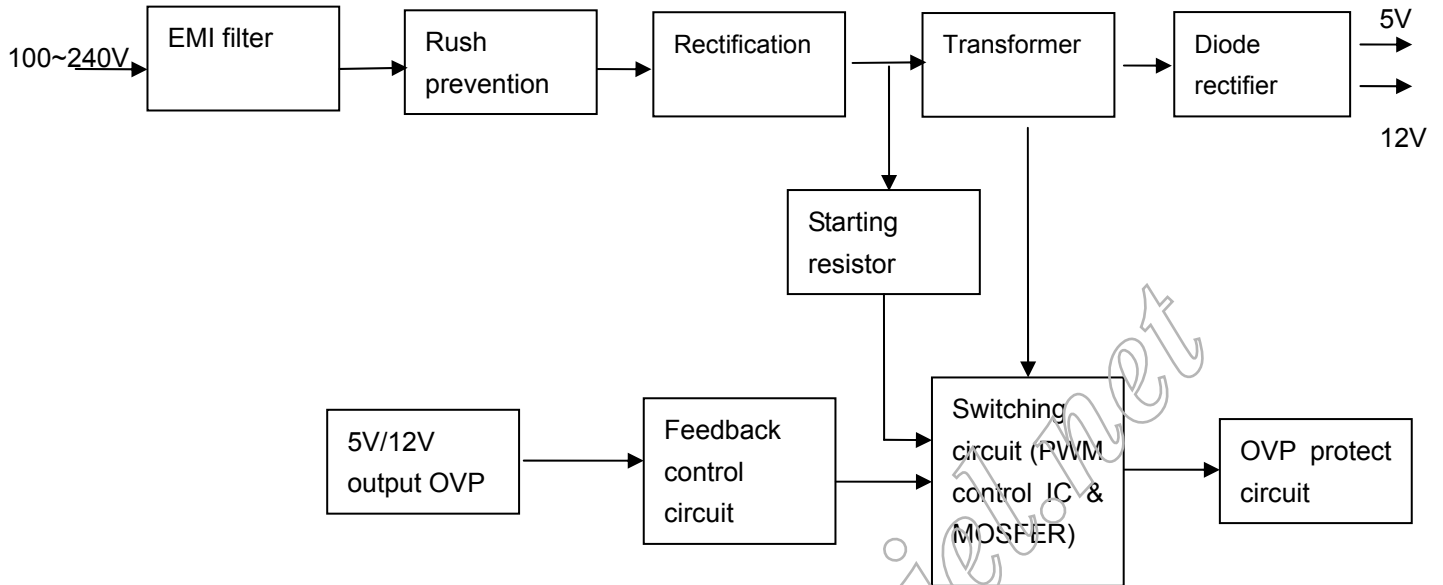 100~240V
EMI filter
Rush
prevention
Rectification
Transformer
Diode
rectifier
5V
12V
Starting
resistor
5V/12V
output OVP
Feedback
control
circuit
Switching
circuit (PWM
control IC &
MOSFER)
OVP protect
circuit